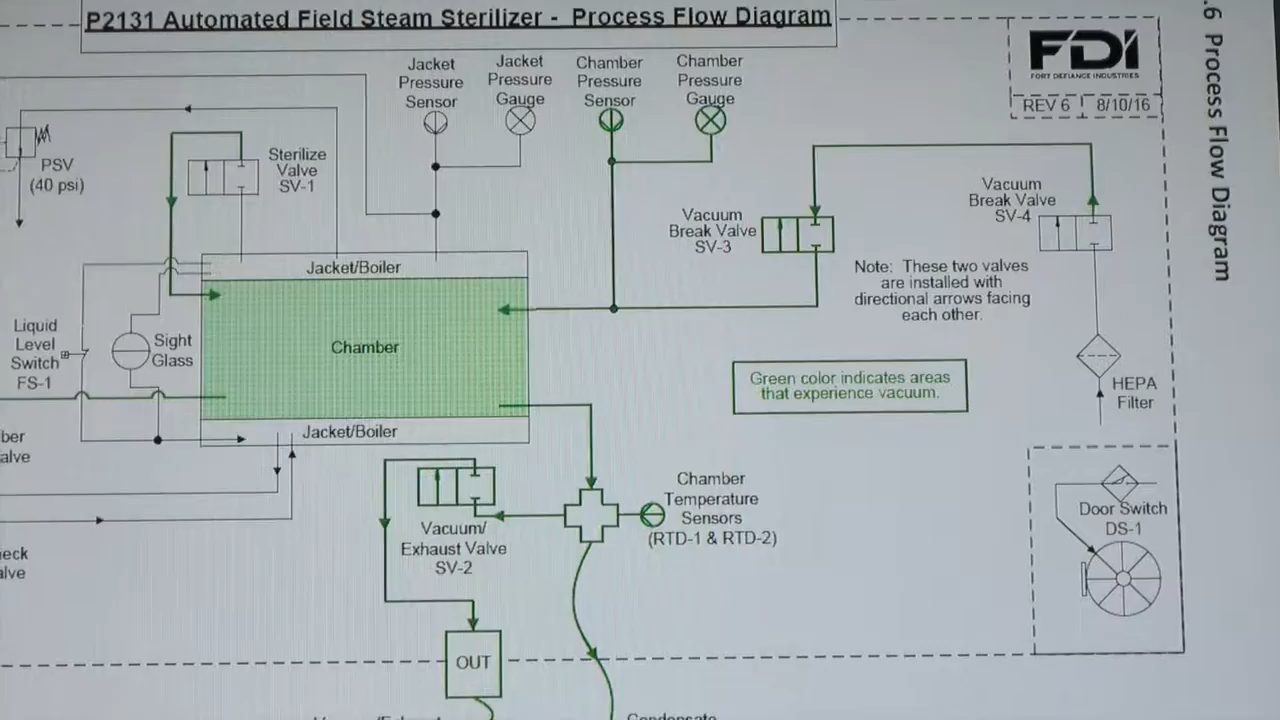 P2131 Automated Field Steam Sterilizer - Process Flow Diagram
.6 Process Flow Diagram
FDI
FORT DEFIANCE INDUSTRIES
REV 6
8/10/16
Jacket
Pressure
Sensor
Jacket
Pressure
Gauge
Chamber
Pressure
Sensor
Chamber
Pressure
Gauge
PSV
(40 psi)
Sterilize
Valve
SV-1
Vacuum
Break Valve
SV-3
Vacuum
Break Valve
SV-4
Note: These two valves
are installed with
directional arrows facing
each other.
Jacket/Boiler
Chamber
Jacket/Boiler
Liquid
Level
Switch
FS-1
Sight
Glass
Green color indicates areas
that experience vacuum.
HEPA
Filter
ber
alve
Vacuum/
Exhaust Valve
SV-2
Chamber
Temperature
Sensors
(RTD-1 & RTD-2)
Door Switch
DS-1
eck
alve
OUT
Condensate